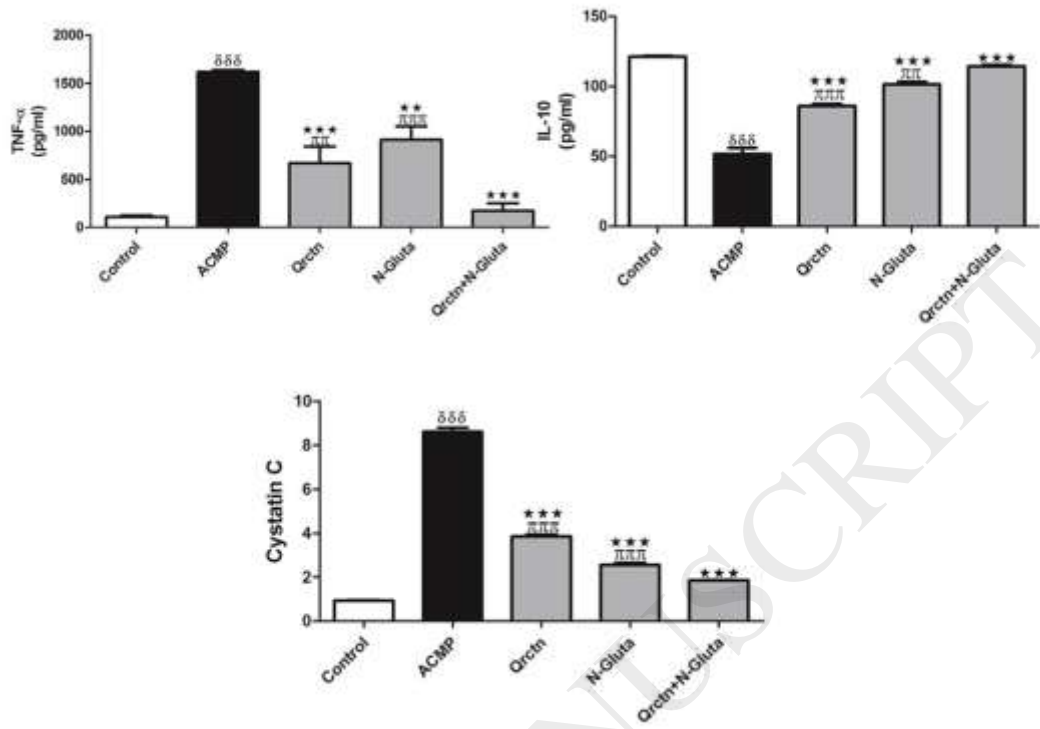 2000
1500
1000
500
0
TNF-α
(pg/ml)
δδδ
★★★
ππ
★★
πππ
★★★
Control
ACMP
Qrctn
N-Gluta
Qrctn+N-Gluta
150
100
50
0
IL-10
(pg/ml)
δδδ
★★★
πππ
★★★
ππ
★★★
Control
ACMP
Qrctn
N-Gluta
Qrctn+N-Gluta
10
8
6
4
2
0
Cystatin C
δδδ
★★★
πππ
★★★
πππ
★★★
Control
ACMP
Qrctn
N-Gluta
Qrctn+N-Gluta
NUSCRIPT